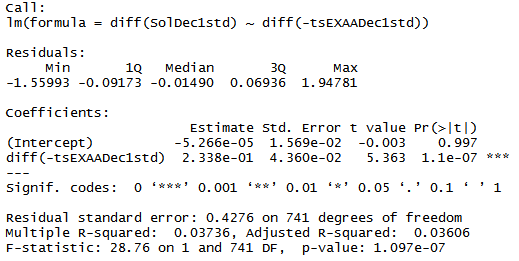 Call:
lm(formula = diff(SolDec1std) ~ diff(-tsEXAADec1std))
Residuals:
Min 1Q Median 3Q Max
-1.55993 -0.09173 -0.01490 0.06936 1.94781
Coefficients:
Estimate Std. Error t value Pr(>|t|)
(Intercept) -5.266e-05 1.569e-02 -0.003 0.997
diff(-tsEXAADec1std) 2.338e-01 4.360e-02 5.363 1.1e-07 ***
---
Signif. codes: 0 ‘***’ 0.001 ‘**’ 0.01 ‘*’ 0.05 ‘.’ 0.1 ‘ ’ 1
Residual standard error: 0.4276 on 741 degrees of freedom
Multiple R-squared: 0.03736, Adjusted R-squared: 0.03606
F-statistic: 28.76 on 1 and 741 DF, p-value: 1.097e-07